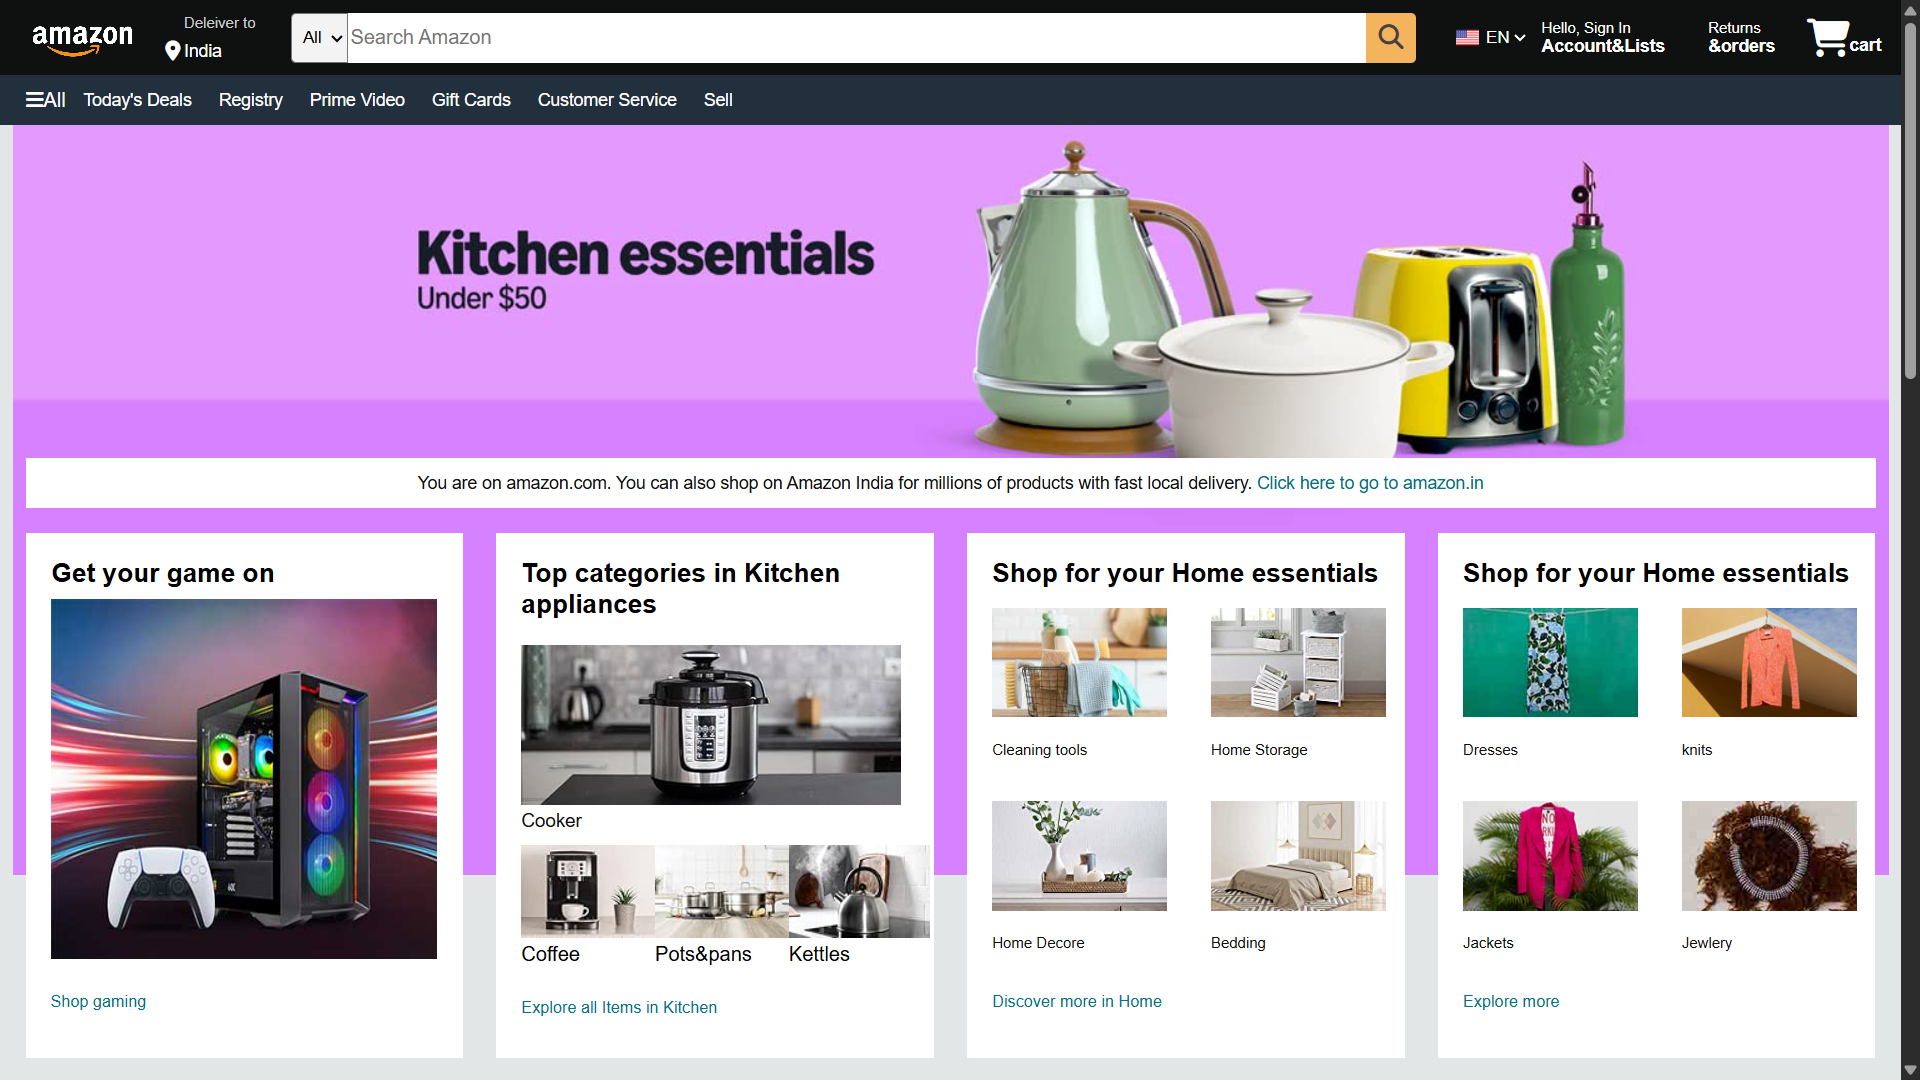 amazon
Deleiver to
India
All
Search Amazon
EN
Hello, Sign In
Account&Lists
Returns
&orders
cart
All
Today's Deals
Registry
Prime Video
Gift Cards
Customer Service
Sell
Kitchen essentials
Under $50
You are on amazon.com. You can also shop on Amazon India for millions of products with fast local delivery. Click here to go to amazon.in
Get your game on
Shop gaming
Top categories in Kitchen
appliances
Cooker
Coffee
Pots&pans
Kettles
Explore all Items in Kitchen
Shop for your Home essentials
Cleaning tools
Home Storage
Home Decore
Bedding
Discover more in Home
Shop for your Home essentials
Dresses
knits
Jackets
Jewlery
Explore more